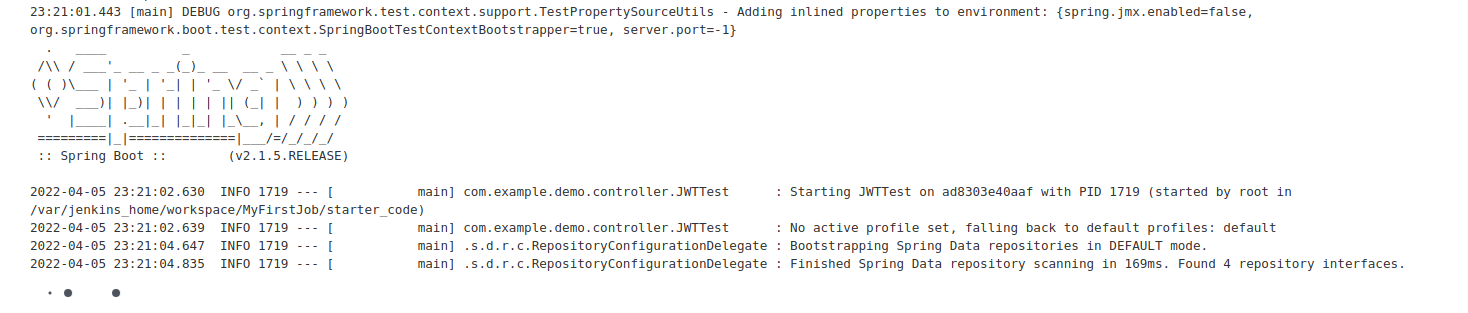 23:21:01.443 [main] DEBUG org.springframework.test.context.support.TestPropertySourceUtils - Adding inlined properties to environment: {spring.jmx.enabled=false,
org.springframework.boot.test.context.SpringBootTestContextBootstrapper=true, server.port=-1}
  .   ____          _            __ _ _
 /\\ / ___'_ __ _ _(_)_ __  __ _ \ \ \ \
( ( )\___ | '_ | '_| | '_ \/ _` | \ \ \ \
 \\/  ___)| |_)| | | | | || (_| |  ) ) ) )
  '  |____| .__|_| |_|_| |_\__, | / / / /
 =========|_|==============|___/=/_/_/_/
 :: Spring Boot ::        (v2.1.5.RELEASE)
2022-04-05 23:21:02.630  INFO 1719 --- [           main] com.example.demo.controller.JWTTest      : Starting JWTTest on ad8303e40aaf with PID 1719 (started by root in
/var/jenkins_home/workspace/MyFirstJob/starter_code)
2022-04-05 23:21:02.639  INFO 1719 --- [           main] com.example.demo.controller.JWTTest      : No active profile set, falling back to default profiles: default
2022-04-05 23:21:04.647  INFO 1719 --- [           main] .s.d.r.c.RepositoryConfigurationDelegate : Bootstrapping Spring Data repositories in DEFAULT mode.
2022-04-05 23:21:04.835  INFO 1719 --- [           main] .s.d.r.c.RepositoryConfigurationDelegate : Finished Spring Data repository scanning in 169ms. Found 4 repository interfaces.